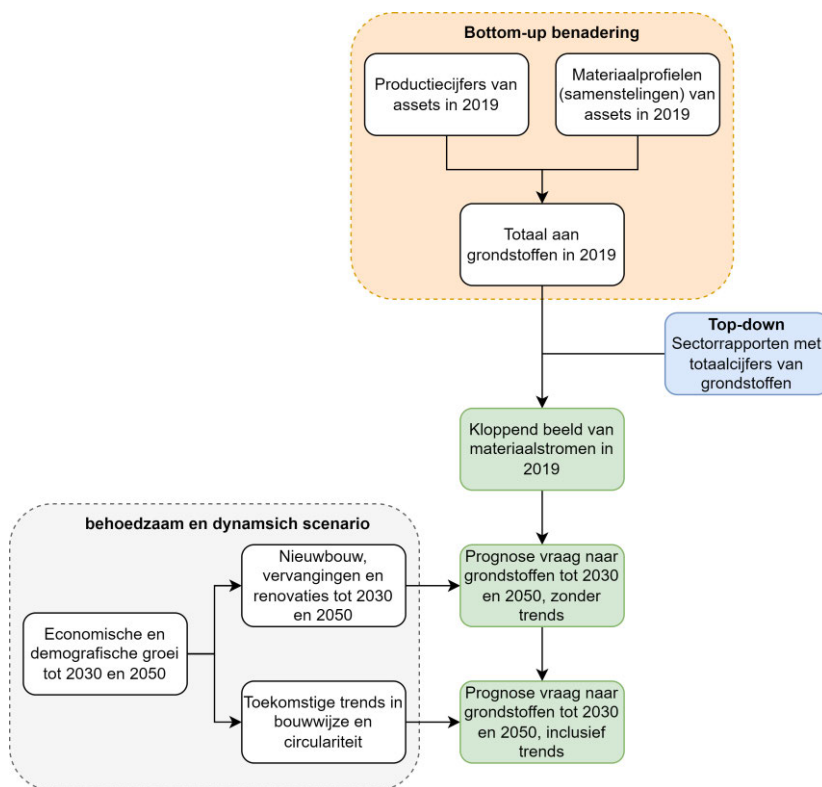 Bottom-up benadering
Productiecijfers van
assets in 2019
Materiaalprofielen
(samenstelingen) van
assets in 2019
Totaal aan
grondstoffen in 2019
Top-down
Sectorrapporten met
totaalcijfers van
grondstoffen
Kloppend beeld van
materiaalstromen in
2019
behoedzaam en dynamsich scenario
Nieuwbouw,
vervangingen en
renovaties tot 2030
en 2050
Prognose vraag naar
grondstoffen tot 2030
en 2050, zonder
trends
Economische en
demografische groei
tot 2030 en 2050
Toekomstige trends in
bouwwijze en
circulariteit
Prognose vraag naar
grondstoffen tot 2030
en 2050, inclusief
trends